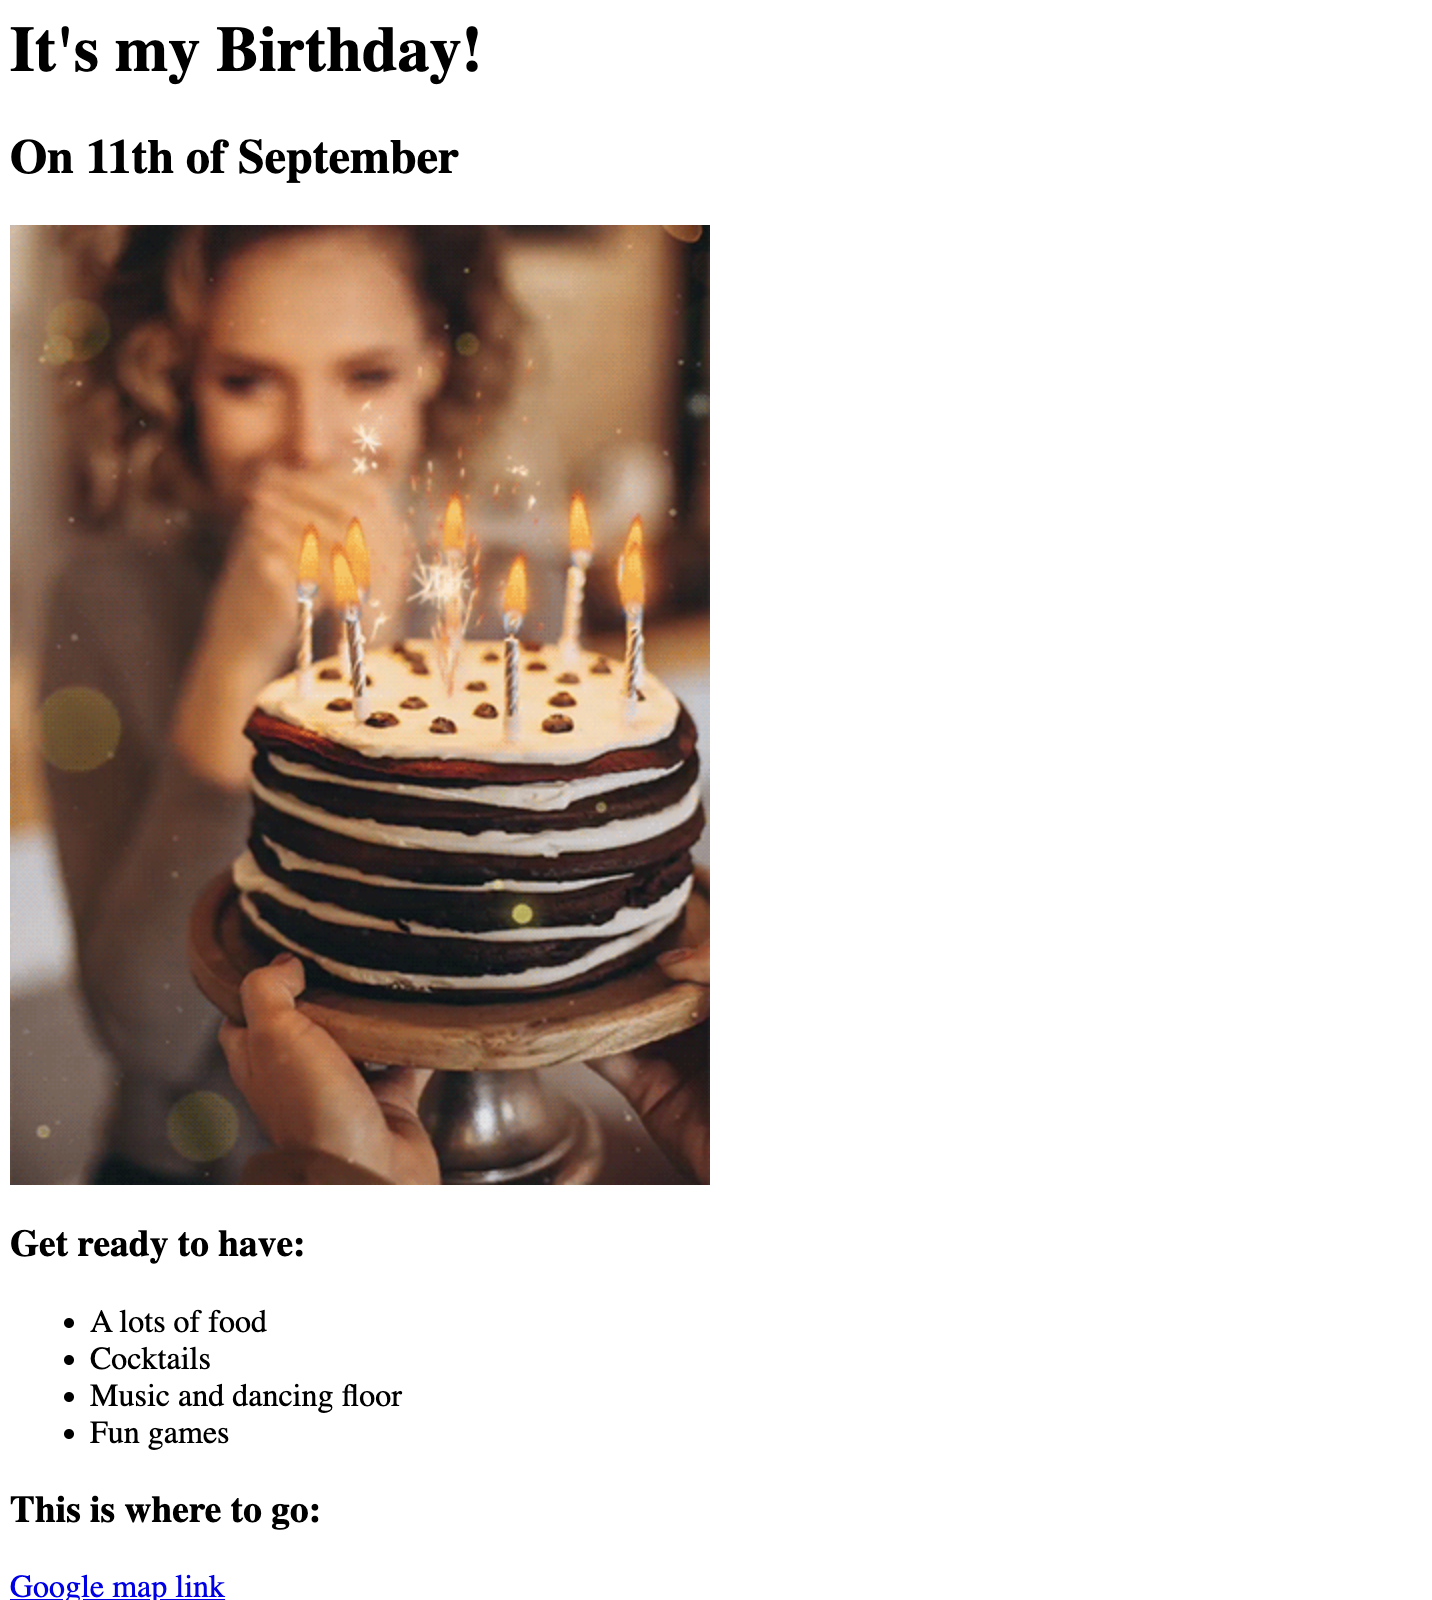 It's my Birthday!
On 11th of September
Get ready to have:
A lots of food
Cocktails
Music and dancing floor
Fun games
This is where to go:
Google map link